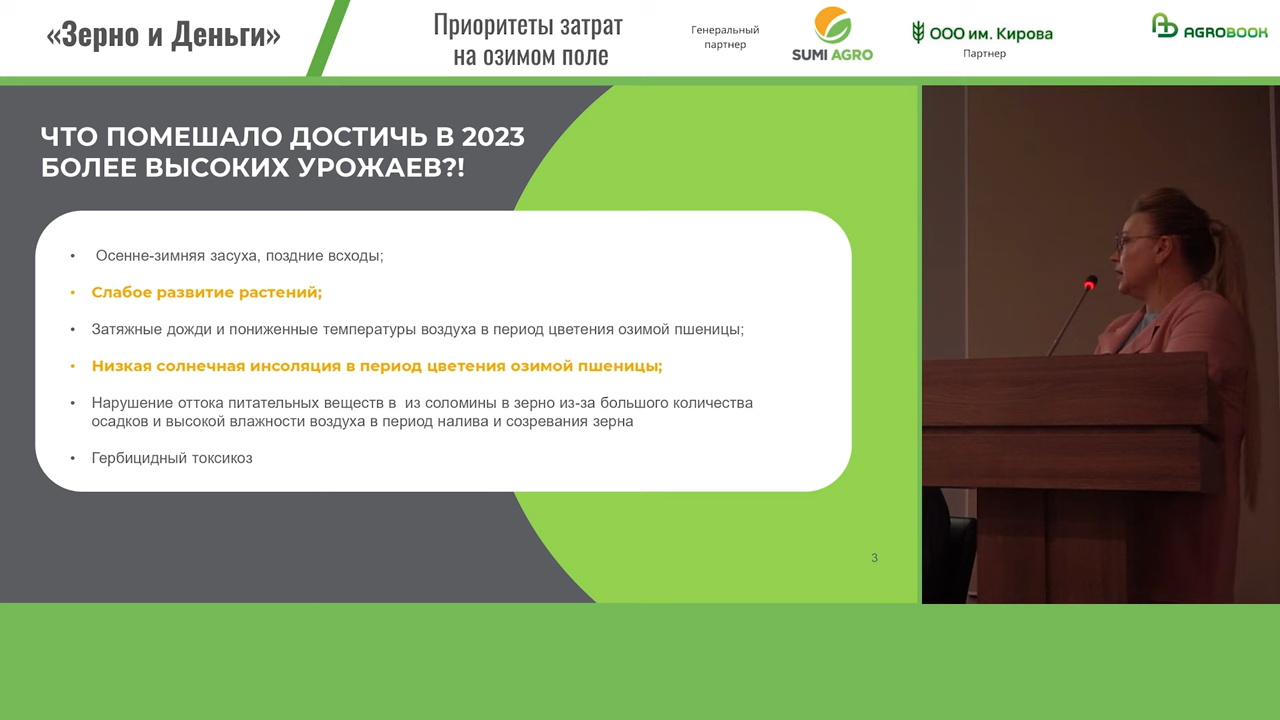 «Зерно и Деньги»
Приоритеты затрат
на озимом поле
Генеральный
партнер
SUMI AGRO
ООО им. Кирова
Партнер
AGROBOOK
ЧТО ПОМЕШАЛО ДОСТИЧЬ В 2023
БОЛЕЕ ВЫСОКИХ УРОЖАЕВ?!
• Осенне-зимняя засуха, поздние всходы;
• Слабое развитие растений;
• Затяжные дожди и пониженные температуры воздуха в период цветения озимой пшеницы;
• Низкая солнечная инсоляция в период цветения озимой пшеницы;
• Нарушение оттока питательных веществ в  из соломины в зерно из-за большого количества
осадков и высокой влажности воздуха в период налива и созревания зерна
• Гербицидный токсикоз
3